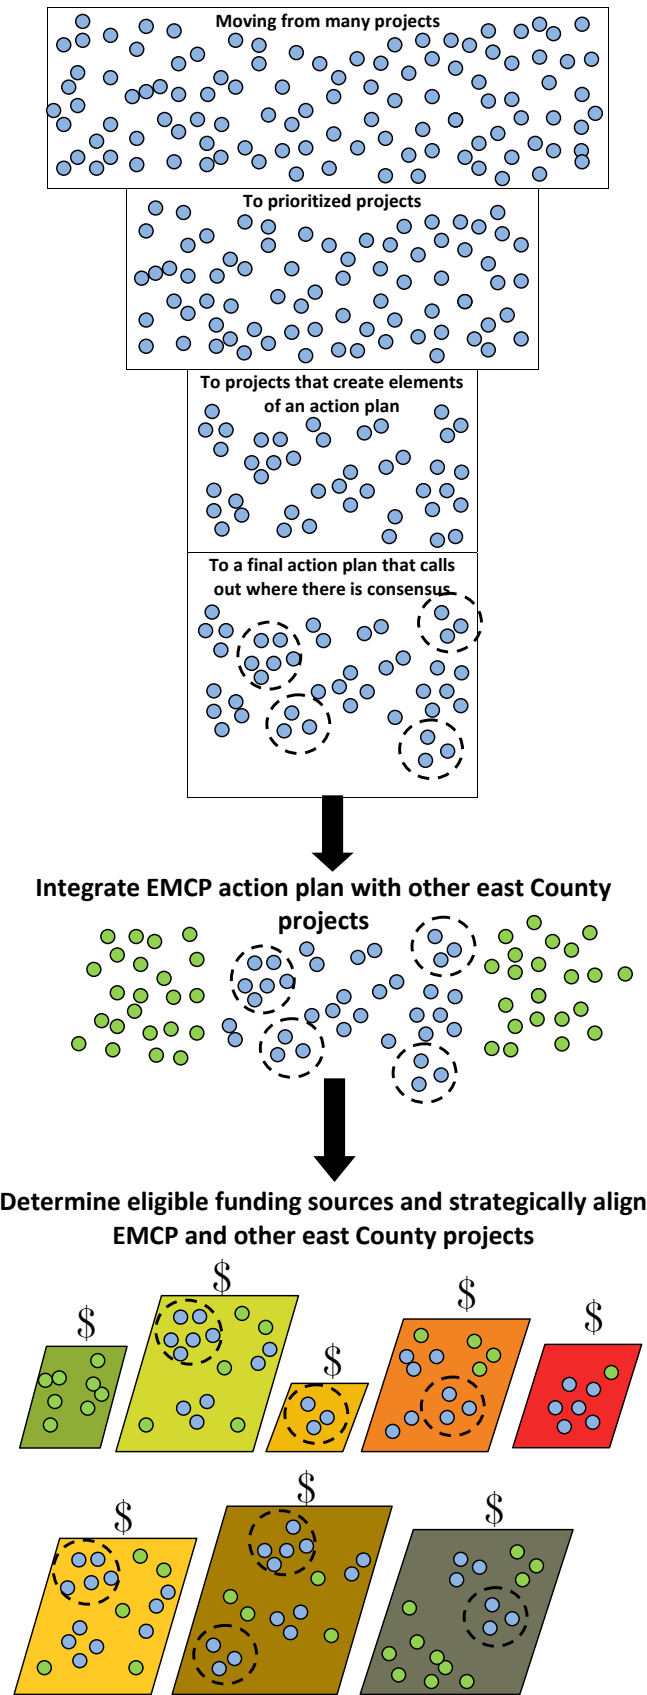 Moving from many projects
To prioritized projects
To projects that create elements
of an action plan
To a final action plan that calls
out where there is consensus
Integrate EMCP action plan with other east County
projects
Determine eligible funding sources and strategically align
EMCP and other east County projects
$
$
$
$
$
$
$
$